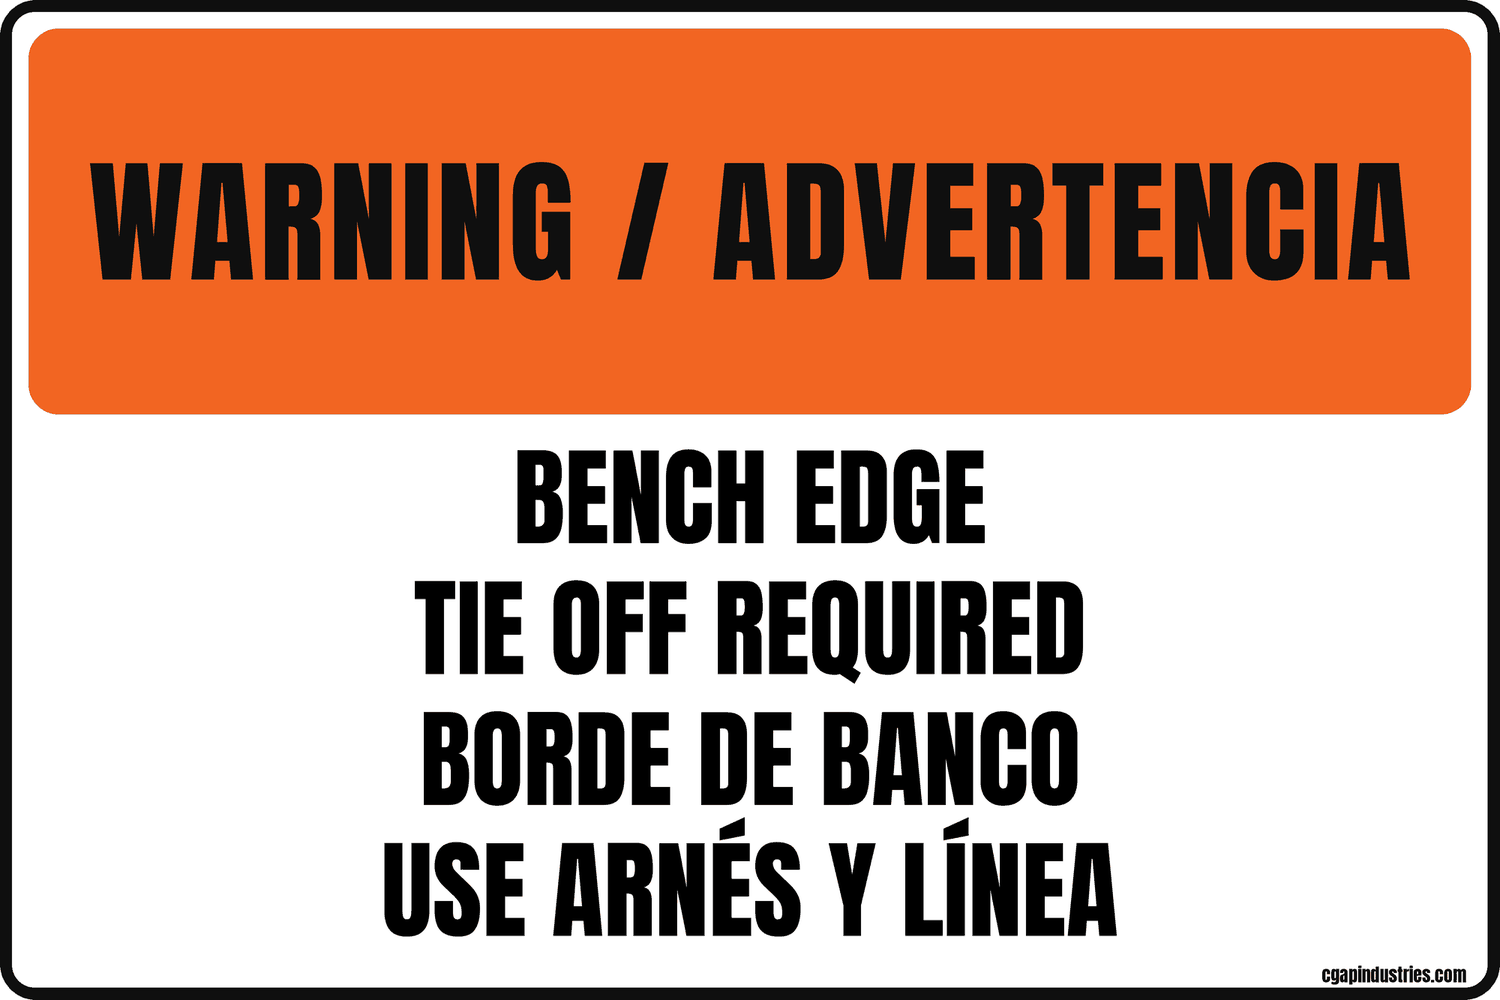 WARNING / ADVERTENCIA
BENCH EDGE
TIE OFF REQUIRED
BORDE DE BANCO
USE ARNÉS Y LÍNEA
cgapindustries.com